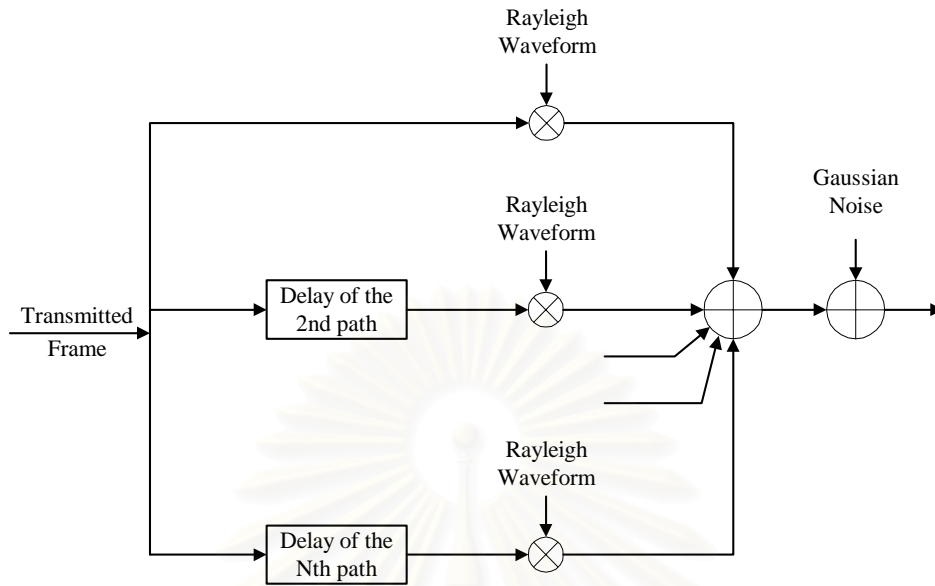 Rayleigh
Waveform
Rayleigh
Waveform
Gaussian
Noise
Transmitted
Frame
Delay of the
2nd path
Rayleigh
Waveform
Delay of the
Nth path